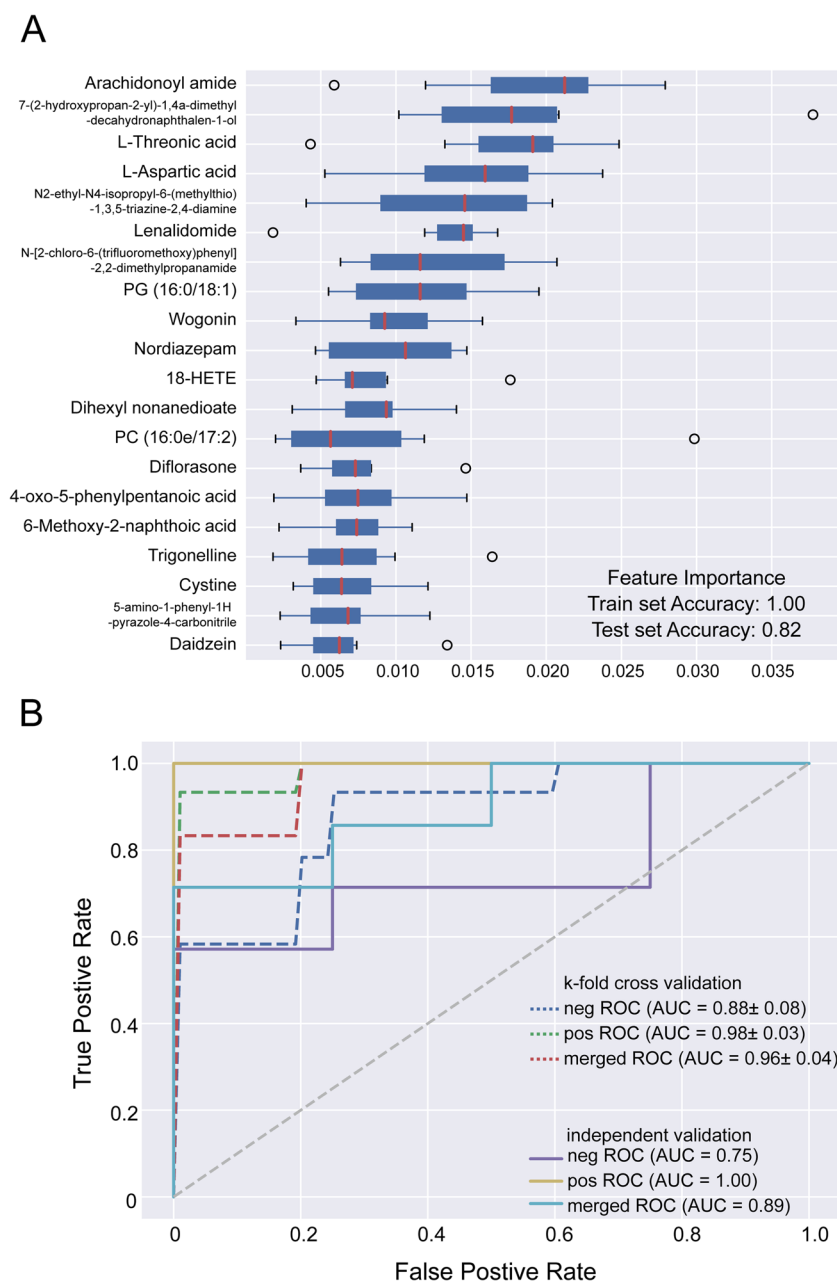 A
Arachidonoyl amide
7-(2-hydroxypropan-2-yl)-1,4a-dimethyl
-decahydronaphthalen-1-ol
L-Threonic acid
L-Aspartic acid
N2-ethyl-N4-isopropyl-6-(methylthio)
-1,3,5-triazine-2,4-diamine
Lenalidomide
N-[2-chloro-6-(trifluoromethoxy)phenyl]
-2,2-dimethylpropanamide
PG (16:0/18:1)
Wogonin
Nordiazepam
18-HETE
Dihexyl nonanedioate
PC (16:0e/17:2)
Diflorasone
4-oxo-5-phenylpentanoic acid
6-Methoxy-2-naphthoic acid
Trigonelline
Cystine
5-amino-1-phenyl-1H
-pyrazole-4-carbonitrile
Daidzein
Feature Importance
Train set Accuracy: 1.00
Test set Accuracy: 0.82
0.005 0.010 0.015 0.020 0.025 0.030 0.035
B
True Postive Rate
1.0
0.8
0.6
0.4
0.2
0
k-fold cross validation
neg ROC (AUC = 0.88± 0.08)
pos ROC (AUC = 0.98± 0.03)
merged ROC (AUC = 0.96± 0.04)
independent validation
neg ROC (AUC = 0.75)
pos ROC (AUC = 1.00)
merged ROC (AUC = 0.89)
0 0.2 0.4 0.6 0.8 1.0
False Postive Rate